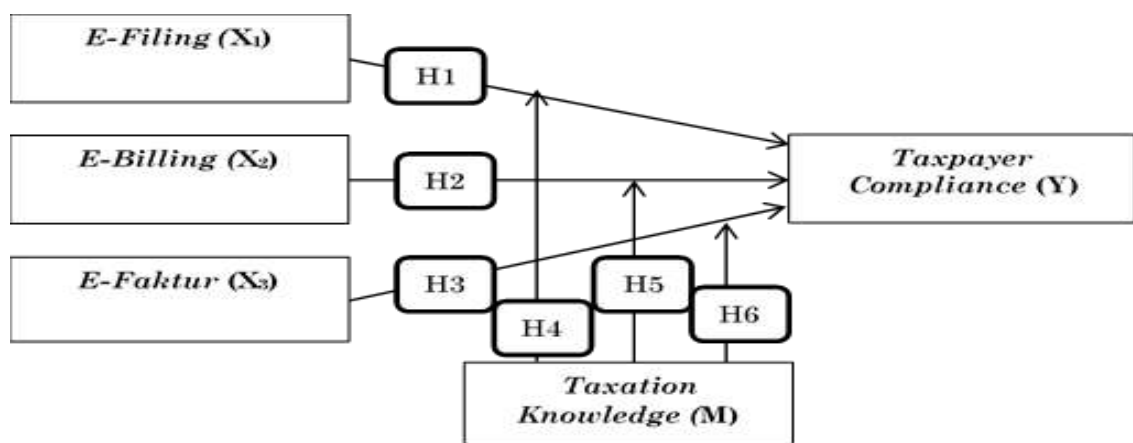 E-Filing (X₁)
H1
E-Billing (X₂)
H2
Taxpayer
Compliance (Y)
E-Faktur (X₃)
H3
H4
H5
H6
Taxation
Knowledge (M)